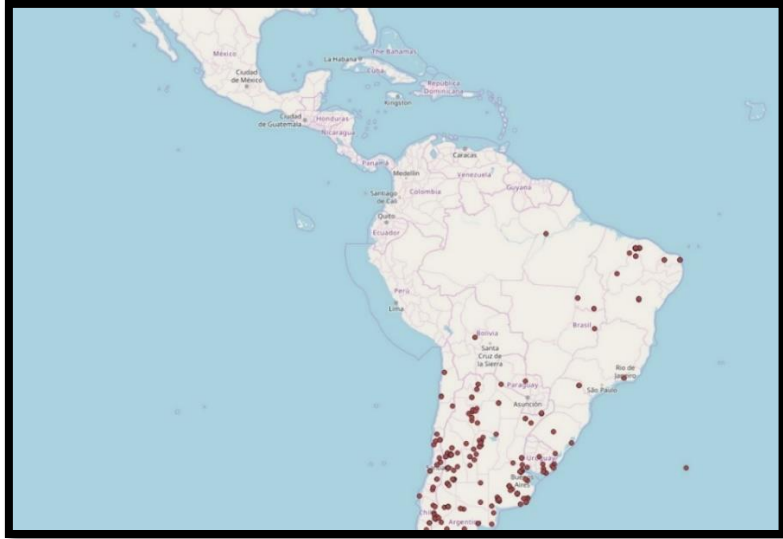 México
La Habana
The Bahamas
Cuba
Ciudad
de México
República
Dominicana
Kingston
Ciudad
de Guatemala
Honduras
Nicaragua
Panamá
Caracas
Medellín
Venezuela
Guyana
Santiago
de Cali
Colombia
Quito
Ecuador
Perú
Lima
Brasil
Bolivia
Santa
Cruz de
la Sierra
Rio de
Janeiro
Paraguay
São Paulo
Asunción
Uruguay
Buenos
Aires
Argentina